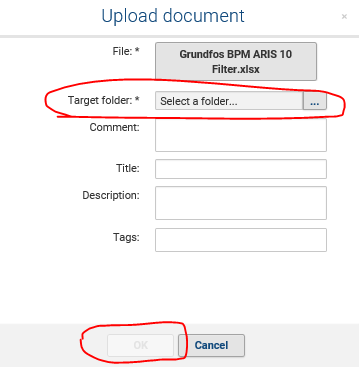 Upload document
×
File: *
Grundfos BPM ARIS 10
Filter.xlsx
Target folder: *
Select a folder...
...
Comment:
Title:
Description:
Tags:
OK
Cancel